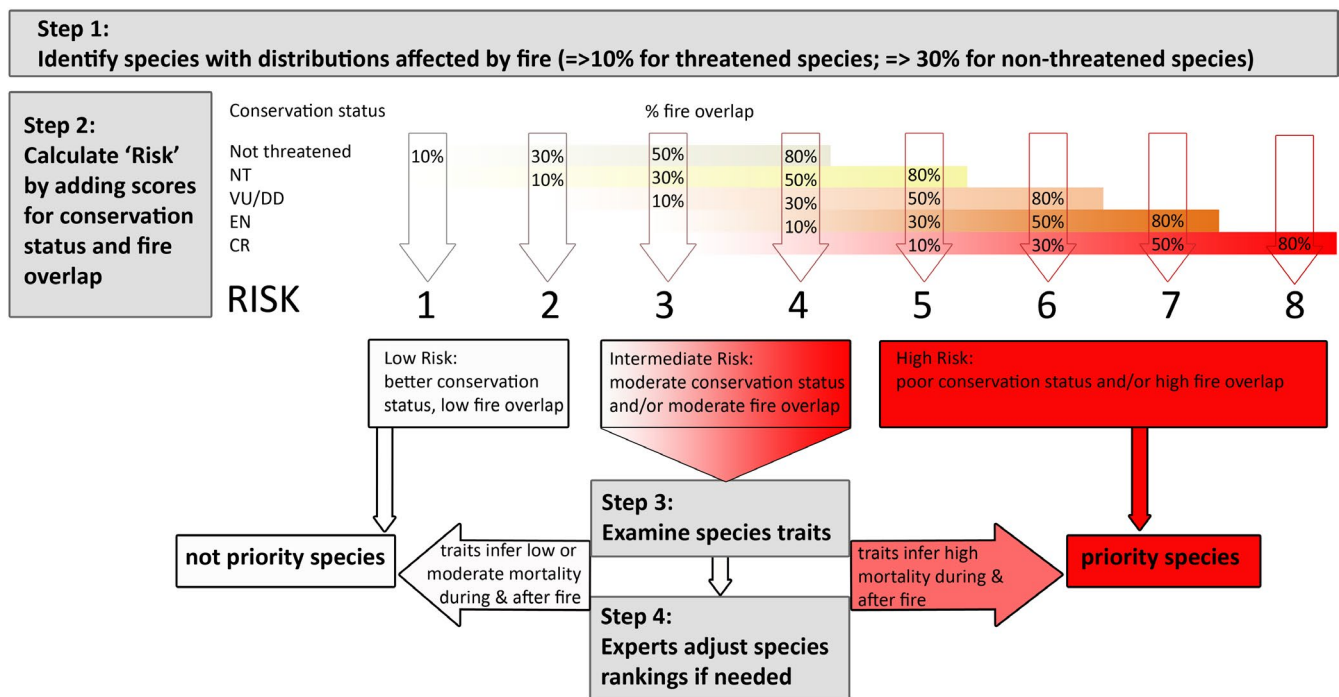 Step 1:
Identify species with distributions affected by fire (=>10% for threatened species; => 30% for non-threatened species)
Step 2:
Calculate ‘Risk’
by adding scores
for conservation
status and fire
overlap
Conservation status % fire overlap
Not threatened 10% 30% 50% 80%
NT 10% 30% 50% 80%
VU/DD 10% 30% 50% 80%
EN 10% 30% 50% 80%
CR 10% 30% 50% 80%
RISK 1 2 3 4 5 6 7 8
Low Risk:
better conservation
status, low fire overlap
Intermediate Risk:
moderate conservation status
and/or moderate fire overlap
High Risk:
poor conservation status and/or high fire overlap
Step 3:
Examine species traits
not priority species
traits infer low or
moderate mortality
during & after fire
traits infer high
mortality during &
after fire
priority species
Step 4:
Experts adjust species
rankings if needed